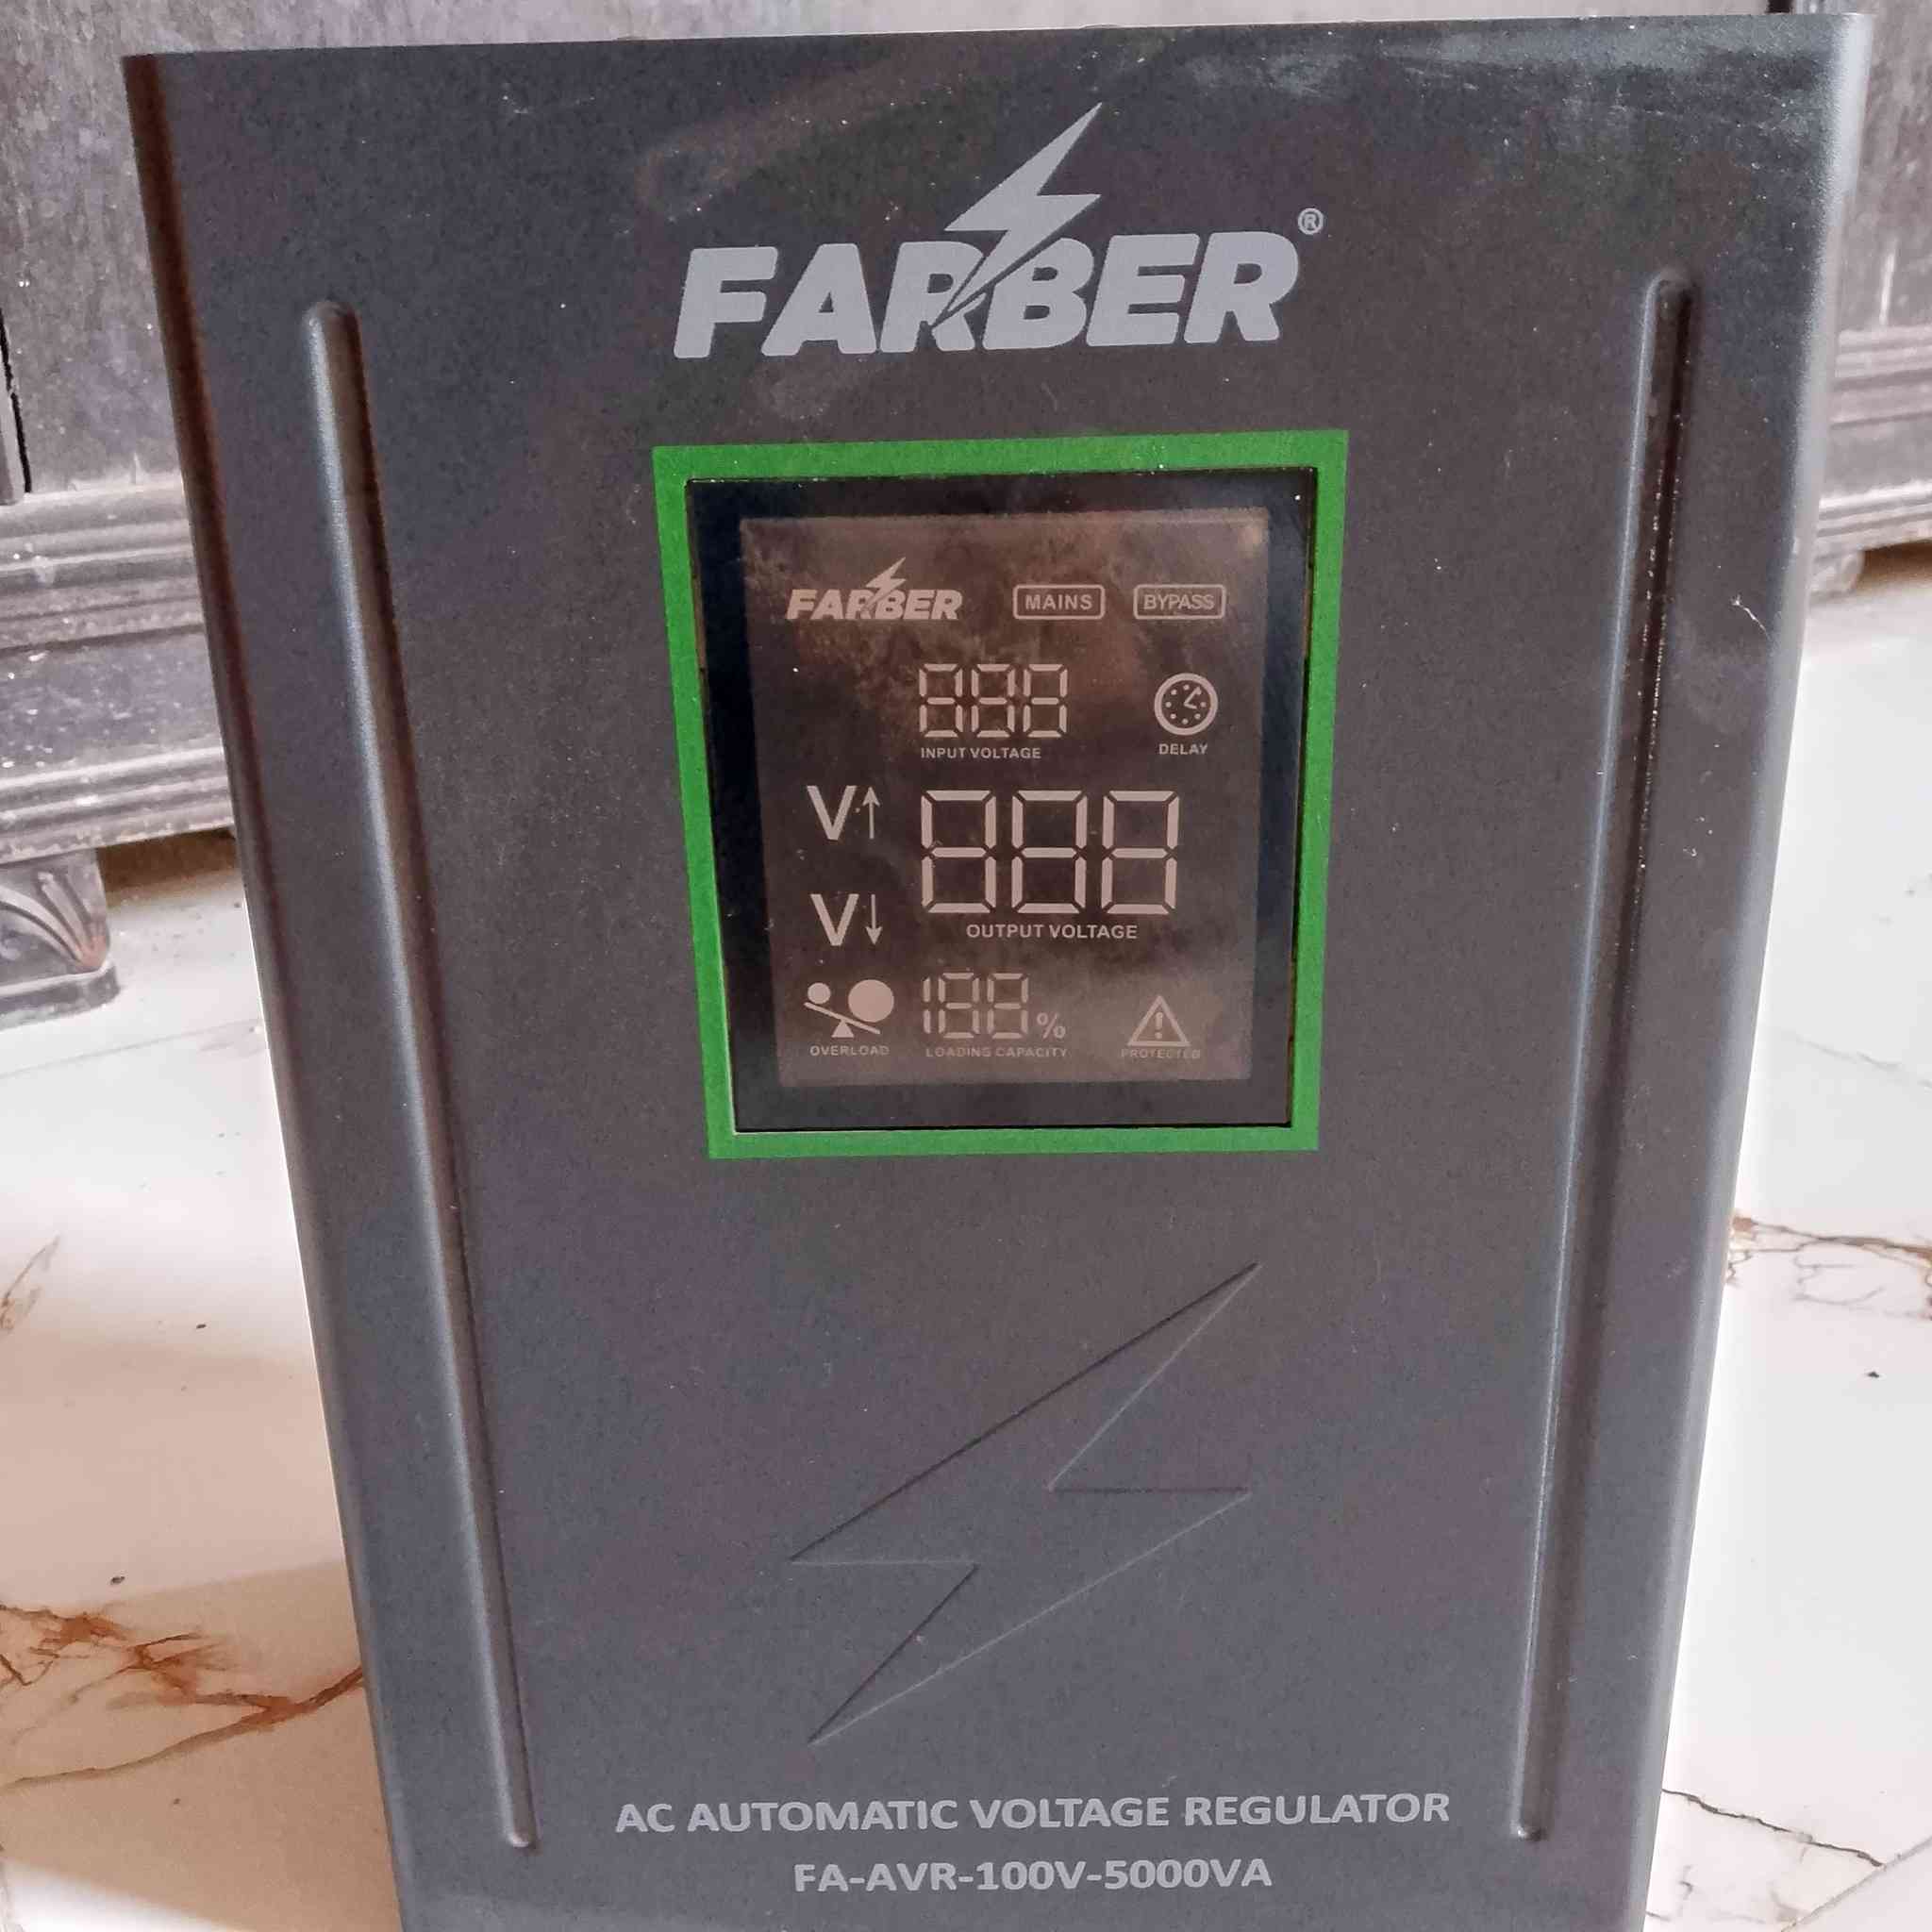 FARBER®
FARBER MAINS BYPASS
888
INPUT VOLTAGE DELAY
V↑
888
V↓
OUTPUT VOLTAGE
188%
OVERLOAD LOADING CAPACITY PROTECTED
AC AUTOMATIC VOLTAGE REGULATOR
FA-AVR-100V-5000VA